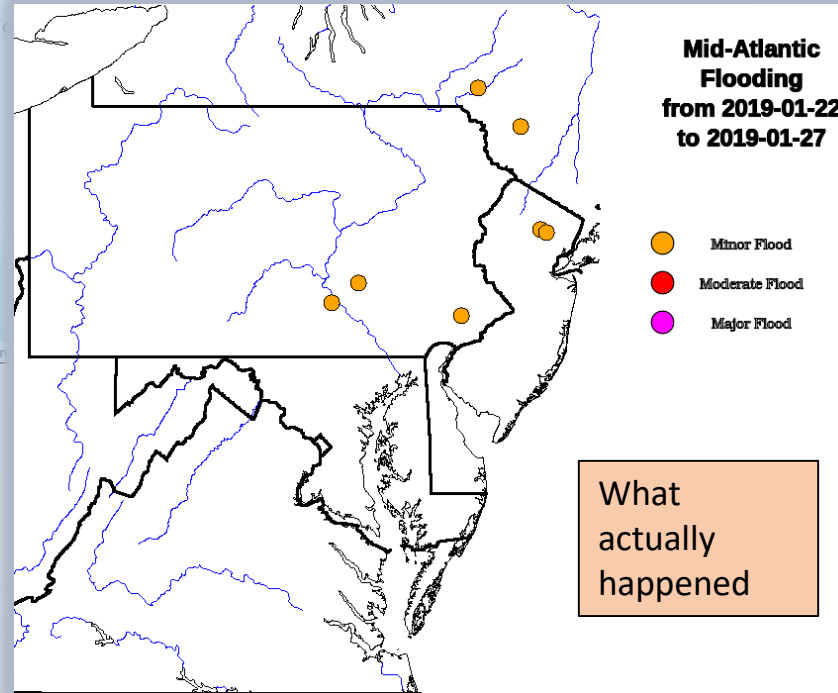 Mid-Atlantic
Flooding
from 2019-01-22
to 2019-01-27
Minor Flood
Moderate Flood
Major Flood
What
actually
happened